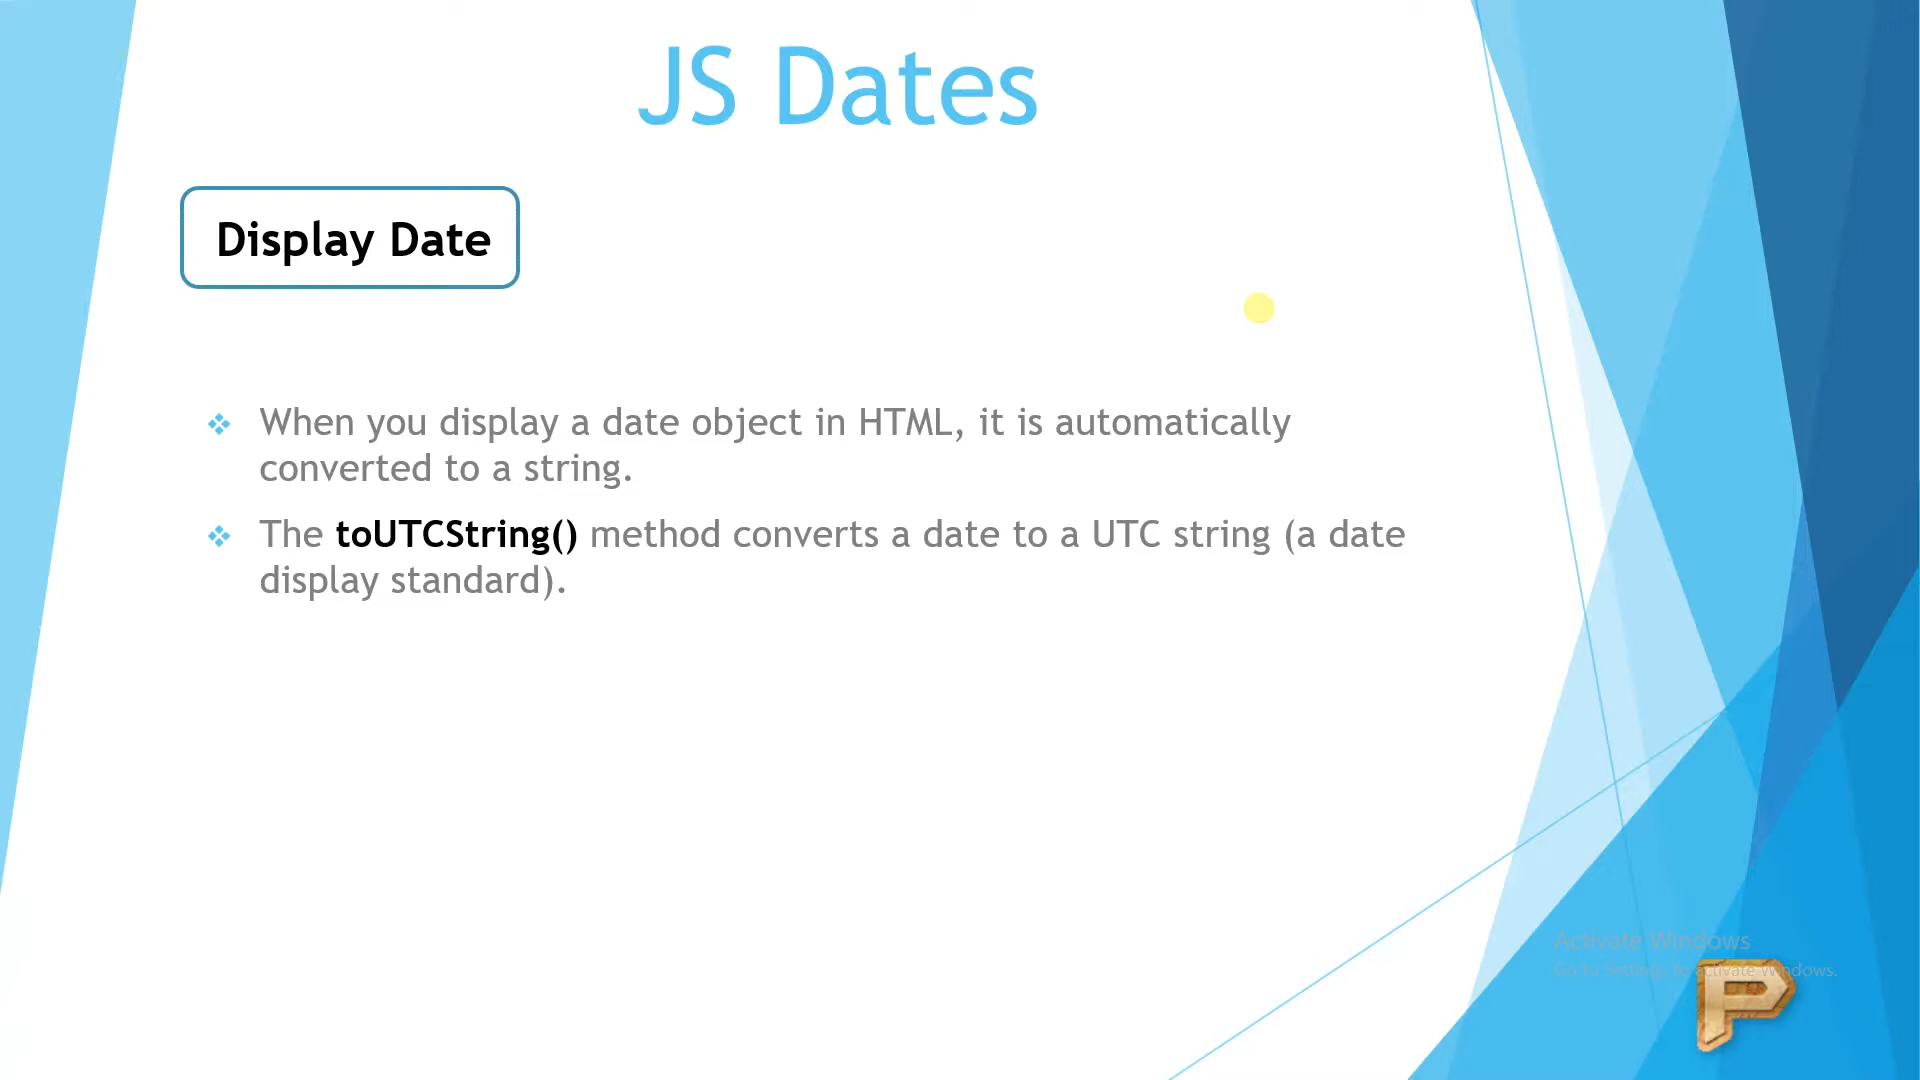 JS Dates
Display Date
When you display a date object in HTML, it is automatically
converted to a string.
The toUTCString() method converts a date to a UTC string (a date
display standard).
Activate Windows
Go to Settings to activate Windows.
P